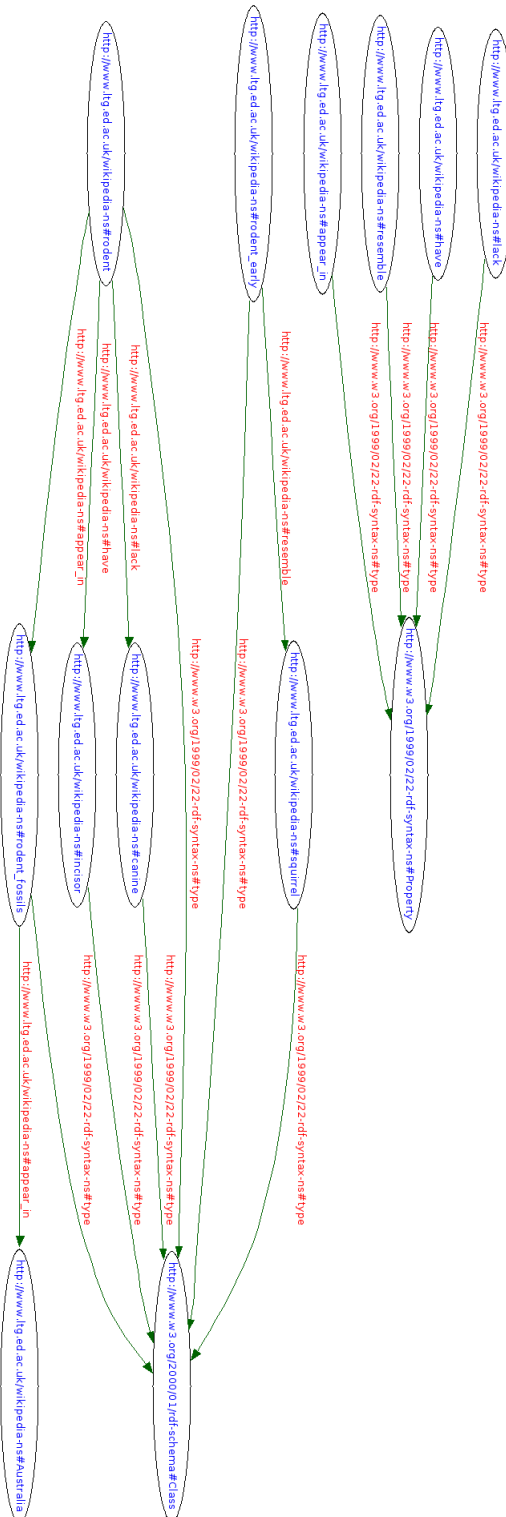 http://www.ltg.ed.ac.uk/wikipedia-ns#lack
http://www.ltg.ed.ac.uk/wikipedia-ns#have
http://www.ltg.ed.ac.uk/wikipedia-ns#resemble
http://www.ltg.ed.ac.uk/wikipedia-ns#appear_in
http://www.ltg.ed.ac.uk/wikipedia-ns#rodent_early
http://www.ltg.ed.ac.uk/wikipedia-ns#rodent
http://www.w3.org/1999/02/22-rdf-syntax-ns#type
http://www.w3.org/1999/02/22-rdf-syntax-ns#type
http://www.w3.org/1999/02/22-rdf-syntax-ns#type
http://www.w3.org/1999/02/22-rdf-syntax-ns#type
http://www.ltg.ed.ac.uk/wikipedia-ns#resemble
http://www.ltg.ed.ac.uk/wikipedia-ns#lack
http://www.ltg.ed.ac.uk/wikipedia-ns#have
http://www.ltg.ed.ac.uk/wikipedia-ns#appear_in
http://www.w3.org/1999/02/22-rdf-syntax-ns#Property
http://www.ltg.ed.ac.uk/wikipedia-ns#squirrel
http://www.w3.org/1999/02/22-rdf-syntax-ns#type
http://www.w3.org/1999/02/22-rdf-syntax-ns#type
http://www.ltg.ed.ac.uk/wikipedia-ns#canine
http://www.ltg.ed.ac.uk/wikipedia-ns#incisor
http://www.ltg.ed.ac.uk/wikipedia-ns#rodent_fossils
http://www.w3.org/1999/02/22-rdf-syntax-ns#type
http://www.w3.org/1999/02/22-rdf-syntax-ns#type
http://www.w3.org/1999/02/22-rdf-syntax-ns#type
http://www.w3.org/1999/02/22-rdf-syntax-ns#type
http://www.ltg.ed.ac.uk/wikipedia-ns#appear_in
http://www.w3.org/2000/01/rdf-schema#Class
http://www.ltg.ed.ac.uk/wikipedia-ns#Australia